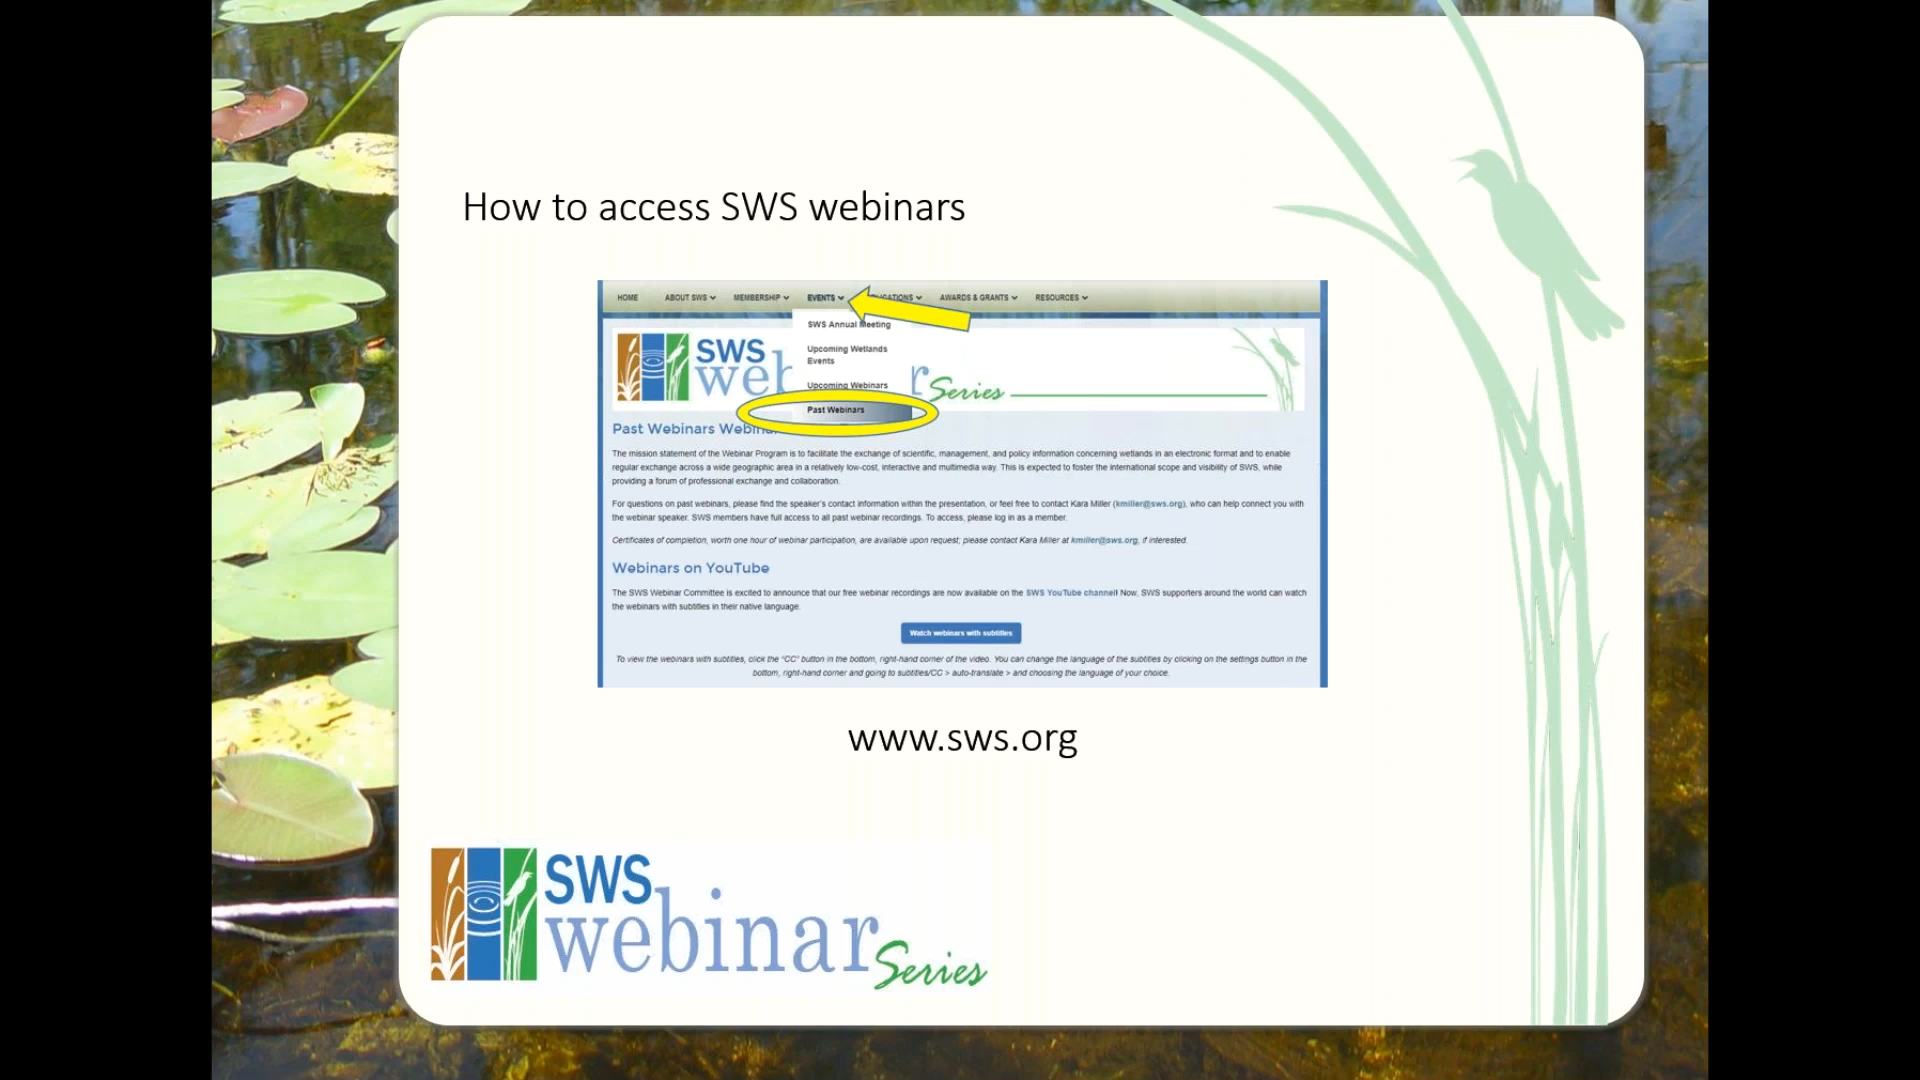 How to access SWS webinars
HOME ABOUT SWS MEMBERSHIP EVENTS AWARDS & GRANTS RESOURCES
SWS Annual Meeting
Upcoming Wetlands
Events
Upcoming Webinars
Past Webinars
SWS
Series
Past Webinars
The mission statement of the Webinar Program is to facilitate the exchange of scientific, management, and policy information concerning wetlands in an electronic format and to enable
regular exchange across a wide geographic area in a relatively low-cost, interactive and multimedia way. This is expected to foster the international scope and visibility of SWS, while
providing a forum of professional exchange and collaboration.
For questions on past webinars, please find the speaker's contact information within the presentation, or feel free to contact Kara Miller (kmiller@sws.org), who can help connect you with
the webinar speaker. SWS members have full access to all past webinar recordings. To access, please log in as a member.
Certificates of completion, worth one hour of webinar participation, are available upon request; please contact Kara Miller at kmiller@sws.org, if interested.
Webinars on YouTube
The SWS Webinar Committee is excited to announce that our free webinar recordings are now available on the SWS YouTube channel! Now, SWS supporters around the world can watch
the webinars with subtitles in their native language.
Watch webinars with subtitles
To view the webinars with subtitles, click the "CC" button in the bottom, right-hand corner of the video. You can change the language of the subtitles by clicking on the settings button in the
bottom, right-hand corner and going to subtitles/CC > auto-translate > and choosing the language of your choice.
www.sws.org
SWS
webinar Series